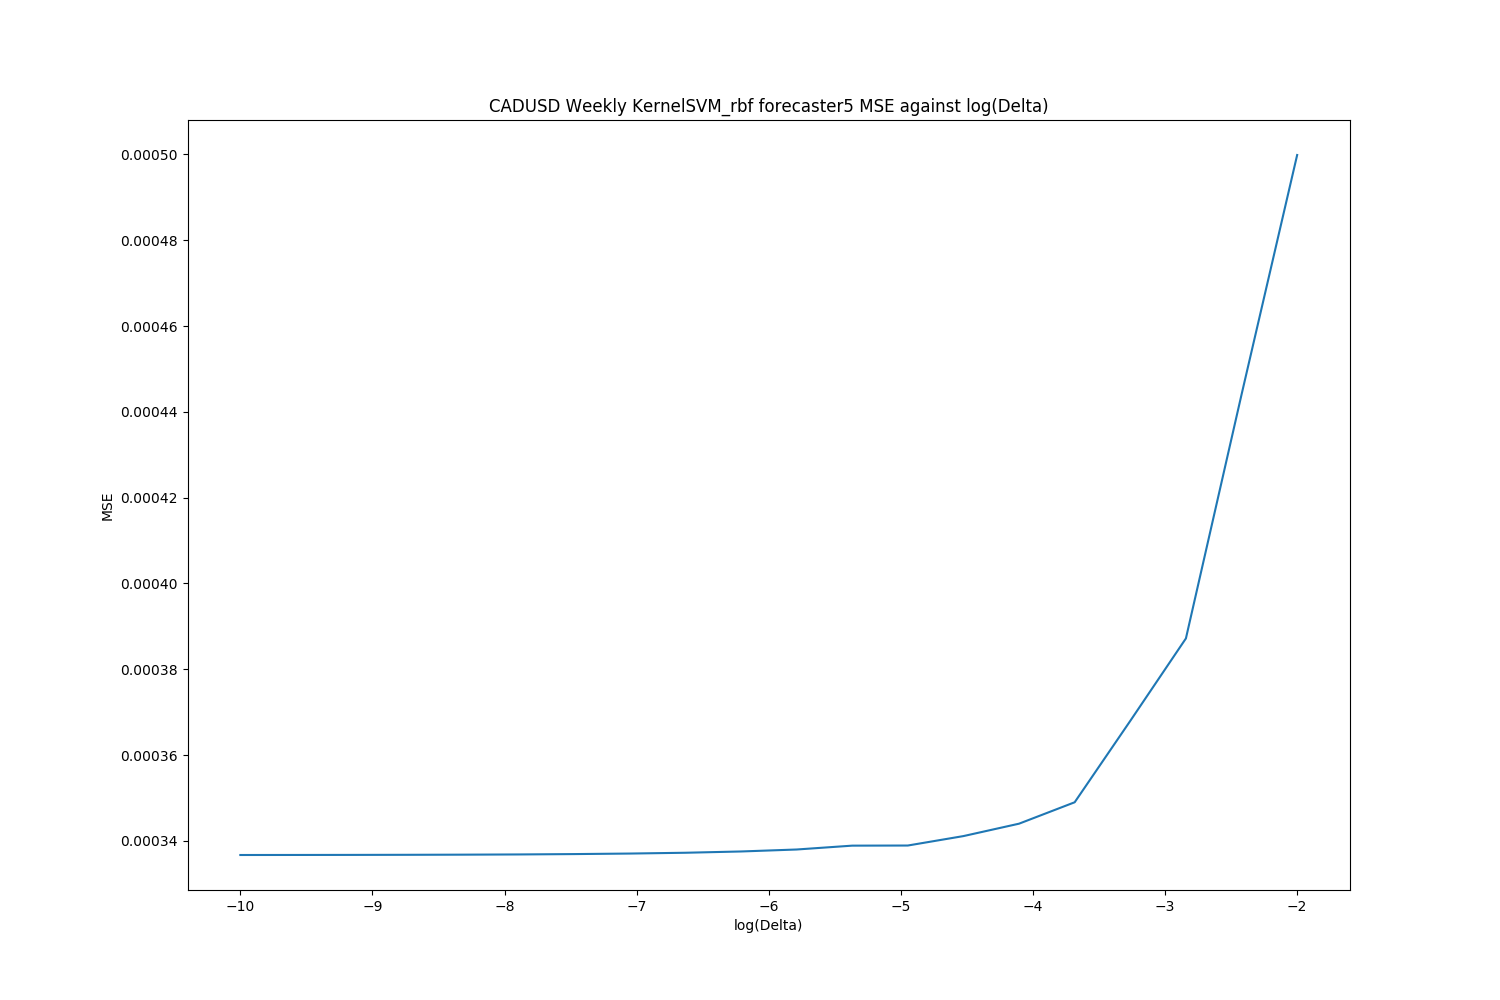 CADUSD Weekly KernelSVM_rbf forecaster5 MSE against log(Delta)
0.00050
0.00048
0.00046
0.00044
0.00042
0.00040
0.00038
0.00036
0.00034
MSE
−10 −9 −8 −7 −6 −5 −4 −3 −2
log(Delta)